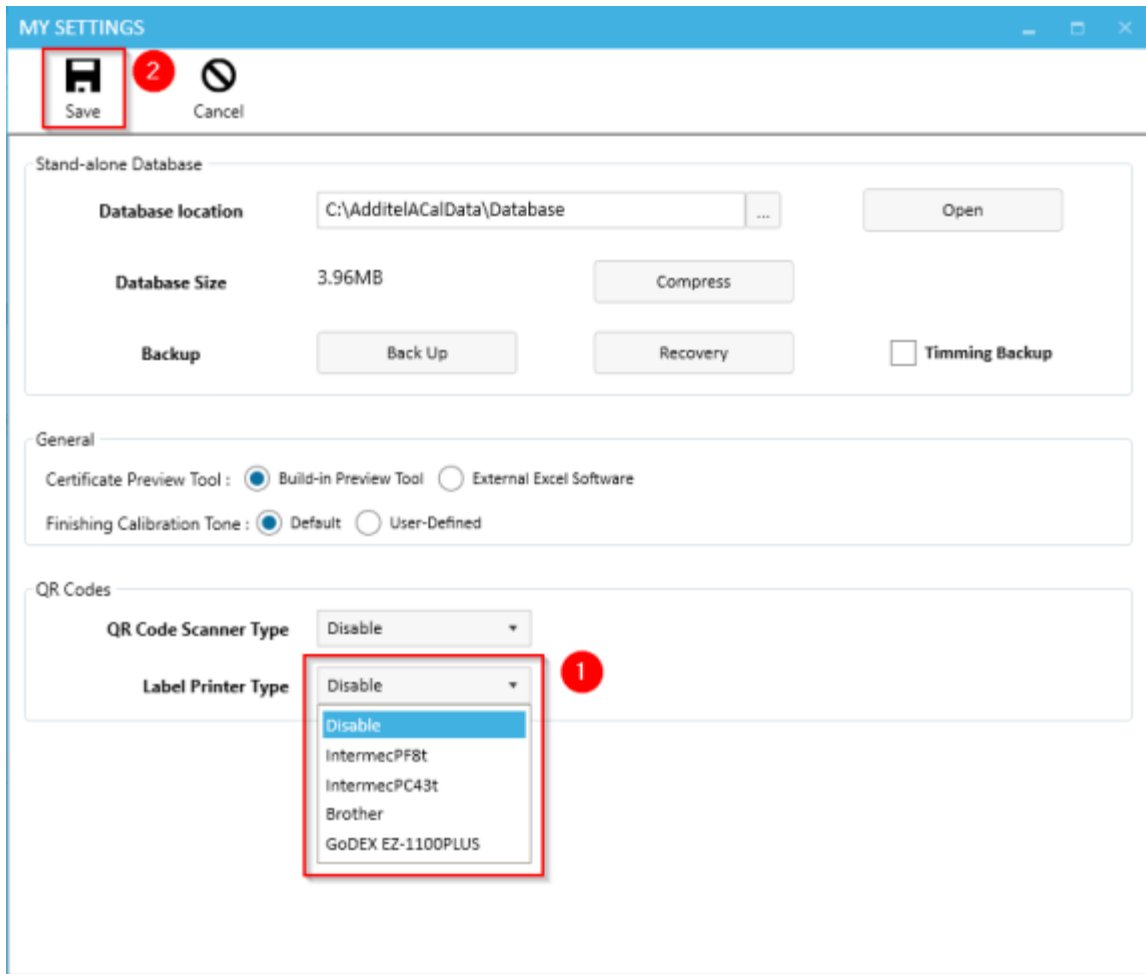 MY SETTINGS
2
Save Cancel
Stand-alone Database
Database location C:\AdditelACalData\Database ... Open
Database Size 3.96MB Compress
Backup Back Up Recovery Timming Backup
General
Certificate Preview Tool : Build-in Preview Tool External Excel Software
Finishing Calibration Tone : Default User-Defined
QR Codes
QR Code Scanner Type Disable
Label Printer Type Disable 1
Disable
IntermecPF8t
IntermecPC43t
Brother
GoDEX EZ-1100PLUS